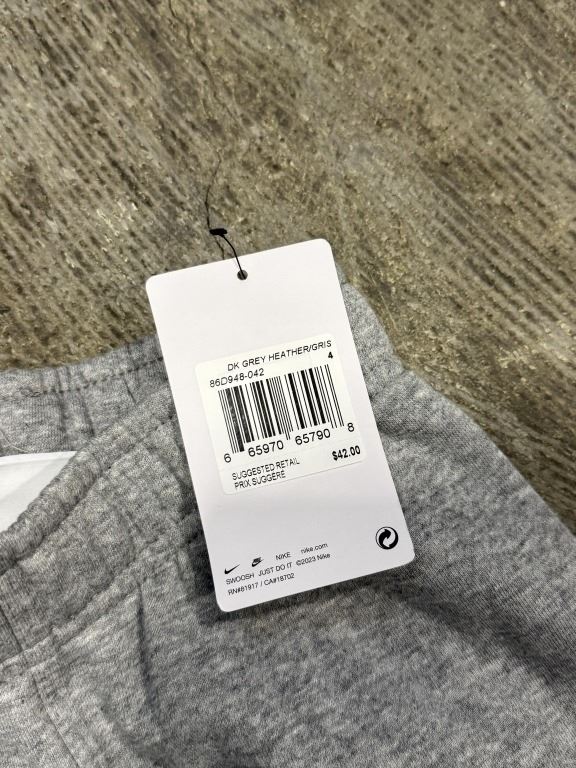 DK GREY HEATHER/GRIS
86D948-042 4
6 65970 65790 8
SUGGESTED RETAIL $42.00
PRIX SUGGÉRÉ
NIKE nike.com
SWOOSH JUST DO IT ©2023 Nike
RN#81917 / CA#18702